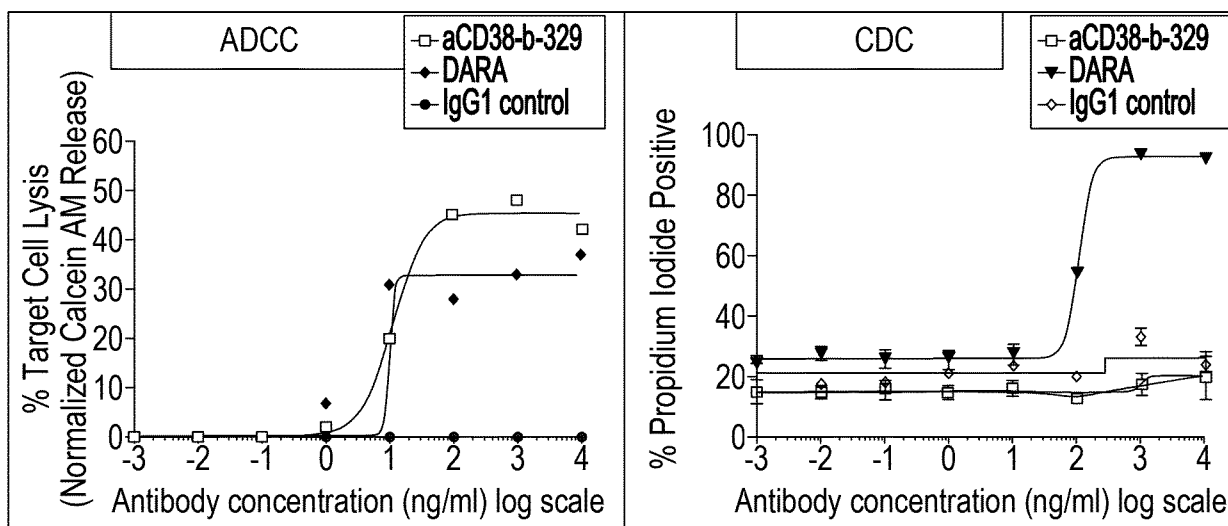 ADCC
aCD38-b-329
DARA
IgG1 control
% Target Cell Lysis
(Normalized Calcein AM Release)
60
50
40
30
20
10
0
-3 -2 -1 0 1 2 3 4
Antibody concentration (ng/ml) log scale
CDC
aCD38-b-329
DARA
IgG1 control
% Propidium Iodide Positive
100
80
60
40
20
0
-3 -2 -1 0 1 2 3 4
Antibody concentration (ng/ml) log scale